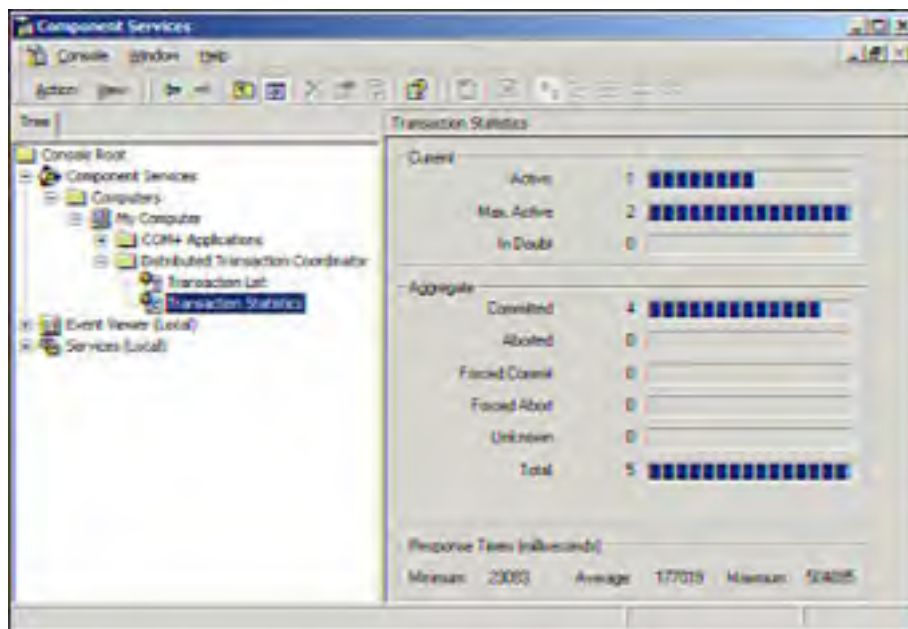 Component Services
Console Window Help
Action View
Tree
Transaction Statistics
Console Root
Component Services
Computers
My Computer
COM+ Applications
Distributed Transaction Coordinator
Transaction List
Transaction Statistics
Event Viewer (Local)
Services (Local)
Current
Active 1
Max. Active 2
In Doubt 0
Aggregate
Committed 4
Aborted 0
Forced Commit 0
Forced Abort 0
Unknown 0
Total 5
Response Times (milliseconds)
Minimum Average Maximum